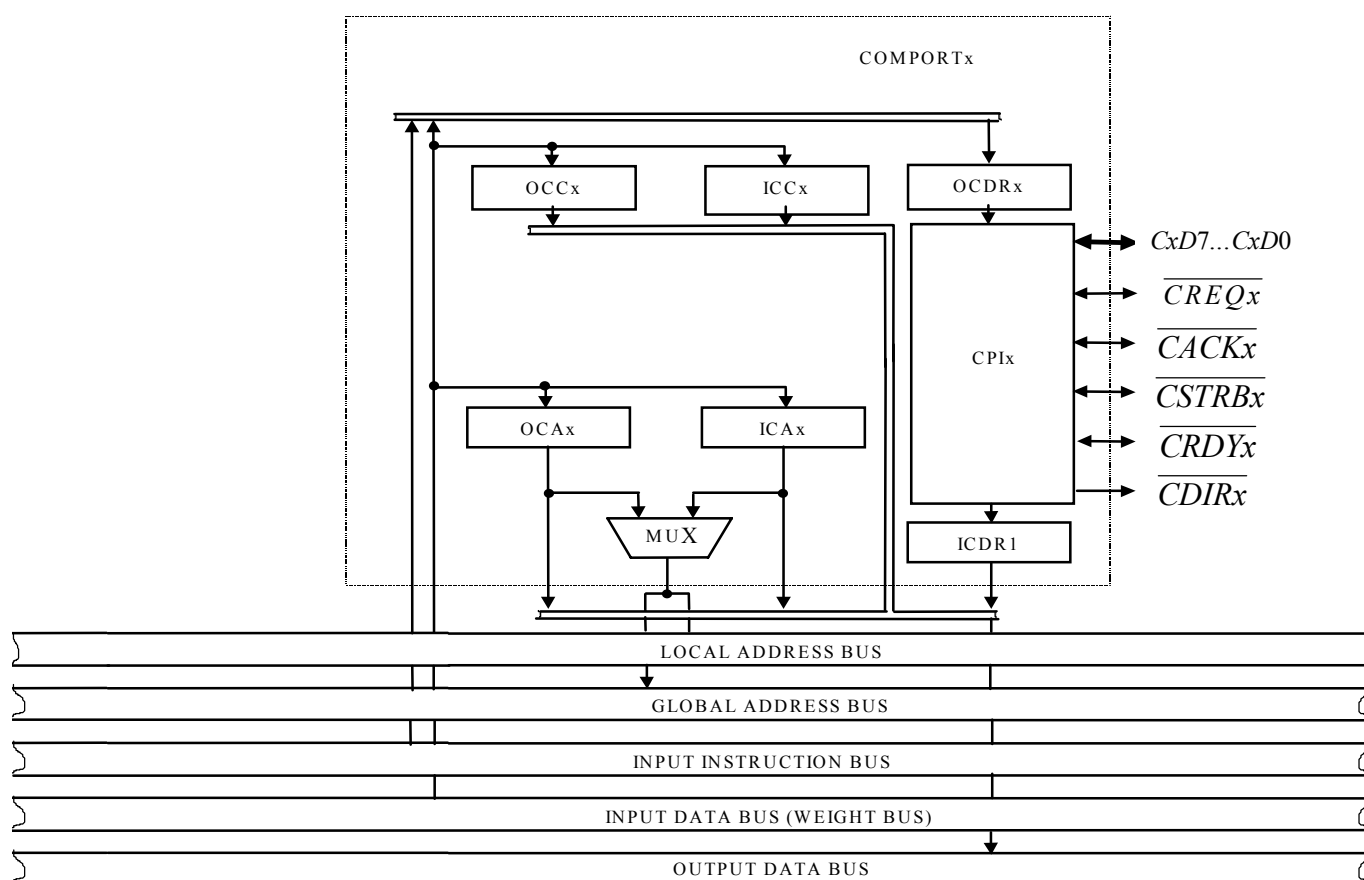 COMPORTx
OCCx
ICCx
OCDRx
CxD7...CxD0
CREQx
CACKx
CPIx
CSTRBx
OCAx
ICAx
CRDYx
CDIRx
MUX
ICDR1
LOCAL ADDRESS BUS
GLOBAL ADDRESS BUS
INPUT INSTRUCTION BUS
INPUT DATA BUS (WEIGHT BUS)
OUTPUT DATA BUS